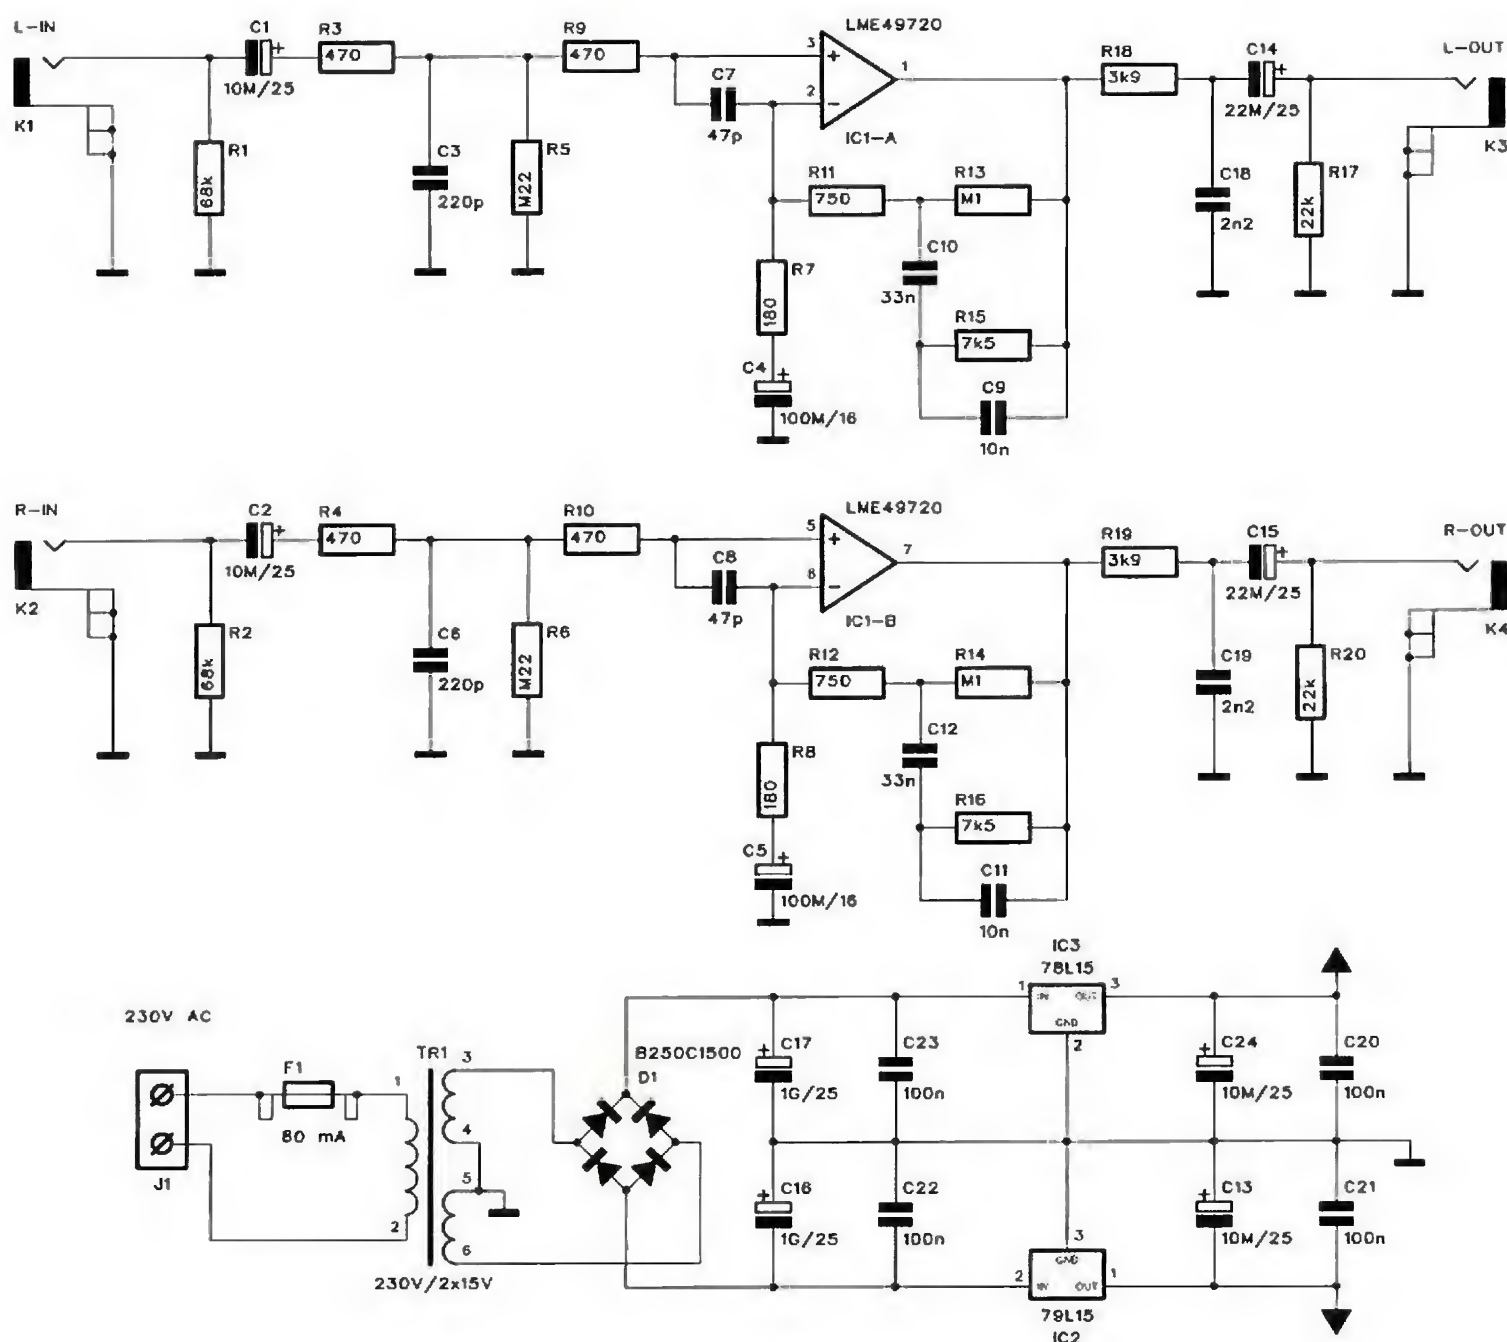 L-IN
C1
+
10M/25
R3
470
R9
470
LME49720
3
+
2
−
1
IC1-A
R18
3k9
C14
+
22M/25
L-OUT
K1
R1
68k
C3
220p
R5
M22
C7
47p
R11
750
R13
M1
C18
2n2
R17
22k
K3
R7
180
C10
33n
R15
7k5
C4
+
100M/16
C9
10n
R-IN
C2
+
10M/25
R4
470
R10
470
LME49720
5
+
6
−
7
IC1-B
R19
3k9
C15
+
22M/25
R-OUT
K2
R2
68k
C6
220p
R6
M22
C8
47p
R12
750
R14
M1
C19
2n2
R20
22k
K4
R8
180
C12
33n
R16
7k5
C5
+
100M/16
C11
10n
230V AC
F1
80 mA
J1
TR1
1
2
3
4
5
6
230V/2x15V
B250C1500
D1
+
C17
1G/25
C23
100n
IC3
78L15
1
IN
OUT
3
GND
2
+
C24
10M/25
C20
100n
+
C16
1G/25
C22
100n
3
GND
2
IN
OUT
1
79L15
IC2
+
C13
10M/25
C21
100n